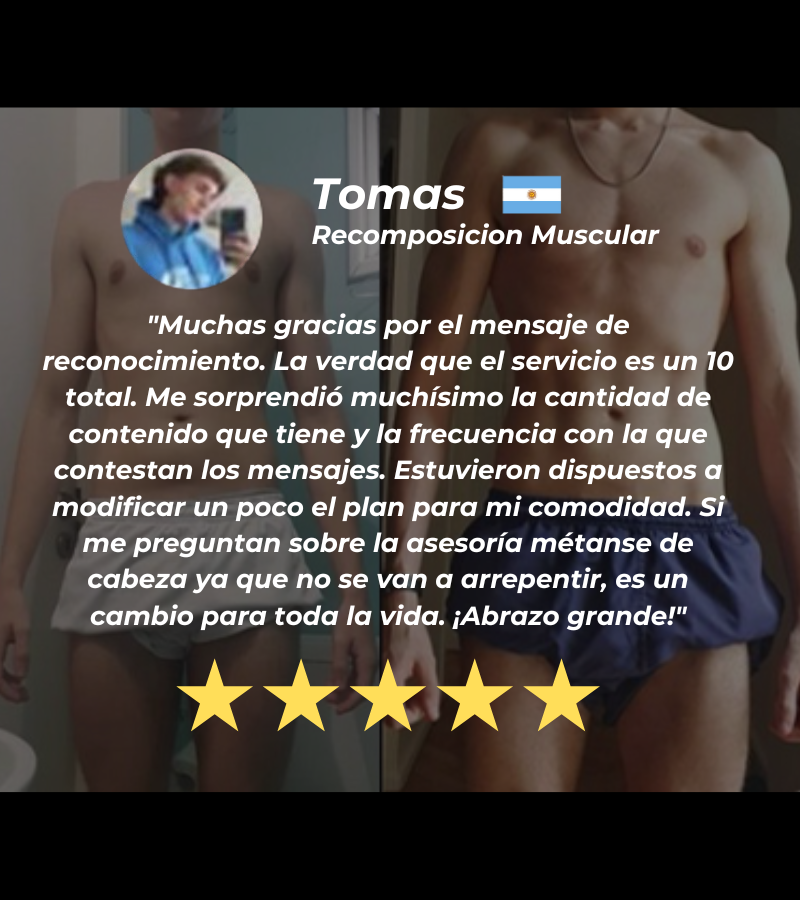 Tomas
Recomposicion Muscular
"Muchas gracias por el mensaje de
reconocimiento. La verdad que el servicio es un 10
total. Me sorprendió muchísimo la cantidad de
contenido que tiene y la frecuencia con la que
contestan los mensajes. Estuvieron dispuestos a
modificar un poco el plan para mi comodidad. Si
me preguntan sobre la asesoría métanse de
cabeza ya que no se van a arrepentir, es un
cambio para toda la vida. ¡Abrazo grande!"